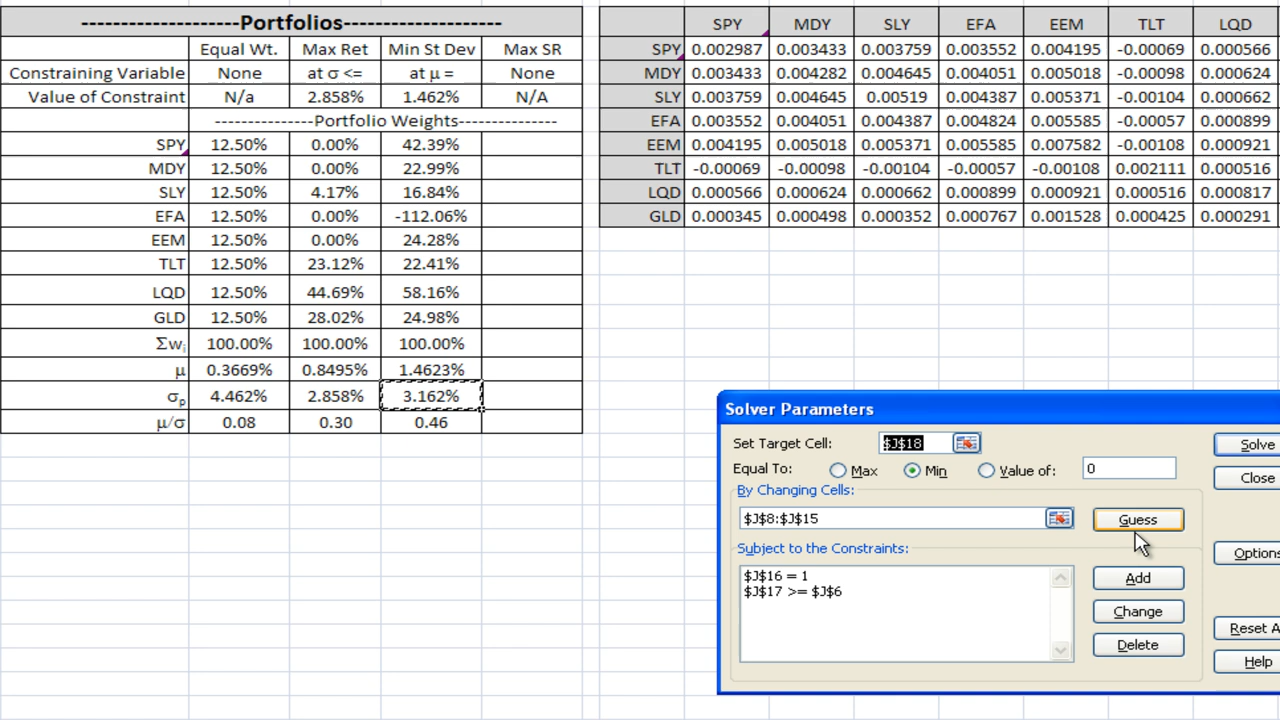 --------------------Portfolios--------------------
Equal Wt. Max Ret Min St Dev Max SR
Constraining Variable None at σ <= at μ = None
Value of Constraint N/a 2.858% 1.462% N/A
---------------Portfolio Weights---------------
SPY 12.50% 0.00% 42.39%
MDY 12.50% 0.00% 22.99%
SLY 12.50% 4.17% 16.84%
EFA 12.50% 0.00% -112.06%
EEM 12.50% 0.00% 24.28%
TLT 12.50% 23.12% 22.41%
LQD 12.50% 44.69% 58.16%
GLD 12.50% 28.02% 24.98%
Σwi 100.00% 100.00% 100.00%
μ 0.3669% 0.8495% 1.4623%
σp 4.462% 2.858% 3.162%
μ/σ 0.08 0.30 0.46
SPY MDY SLY EFA EEM TLT LQD
SPY 0.002987 0.003433 0.003759 0.003552 0.004195 -0.00069 0.000566
MDY 0.003433 0.004282 0.004645 0.004051 0.005018 -0.00098 0.000624
SLY 0.003759 0.004645 0.00519 0.004387 0.005371 -0.00104 0.000662
EFA 0.003552 0.004051 0.004387 0.004824 0.005585 -0.00057 0.000899
EEM 0.004195 0.005018 0.005371 0.005585 0.007582 -0.00108 0.000921
TLT -0.00069 -0.00098 -0.00104 -0.00057 -0.00108 0.002111 0.000516
LQD 0.000566 0.000624 0.000662 0.000899 0.000921 0.000516 0.000817
GLD 0.000345 0.000498 0.000352 0.000767 0.001528 0.000425 0.000291
Solver Parameters
Set Target Cell: $J$18 Solve
Equal To: Max Min Value of: 0 Close
By Changing Cells:
$J$8:$J$15 Guess
Subject to the Constraints: Options
$J$16 = 1 Add
$J$17 >= $J$6
Change
Reset A
Delete
Help